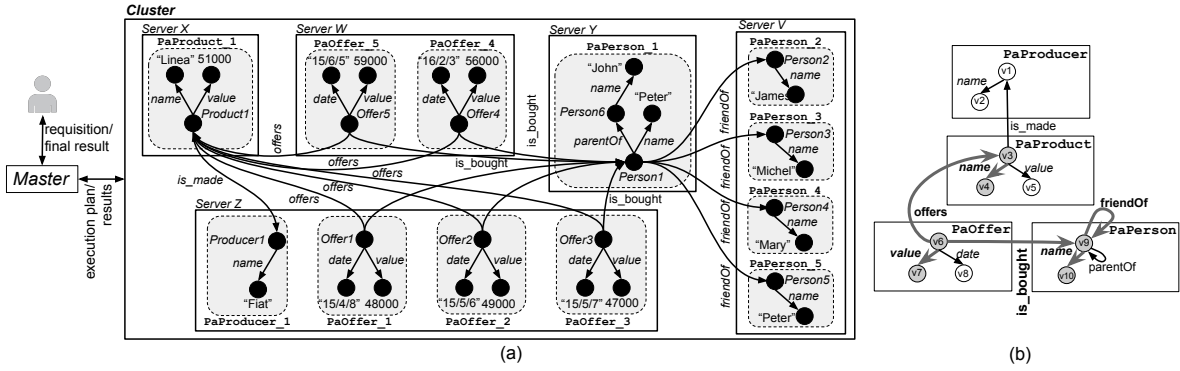 Cluster
Server X
PaProduct_1
"Linea" 51000
name
value
Product1
Server W
PaOffer_5
PaOffer_4
"15/6/5" 59000
"16/2/3" 56000
date
value
date
value
Offer5
Offer4
Server Y
PaPerson_1
"John"
name
"Peter"
Person6
parentOf
name
Person1
Server V
PaPerson_2
Person2
name
"James
PaPerson_3
Person3
name
"Michel"
PaPerson_4
Person4
name
"Mary"
PaPerson_5
Person5
name
"Peter"
friendOf
friendOf
friendOf
friendOf
requisition/
final result
Master
execution plan/
results
offers
offers
offers
offers
offers
is_made
is_bought
is_bought
is_bought
Server Z
Producer1
name
"Fiat"
PaProducer_1
Offer1
date
value
"15/4/8" 48000
PaOffer_1
Offer2
date
value
"15/5/6" 49000
PaOffer_2
Offer3
date
value
"15/5/7" 47000
PaOffer_3
(a)
PaProducer
v1
name
v2
is_made
PaProduct
v3
name
value
v4
v5
offers
PaOffer
v6
value
date
v7
v8
is_bought
friendOf
PaPerson
v9
name
parentOf
v10
(b)